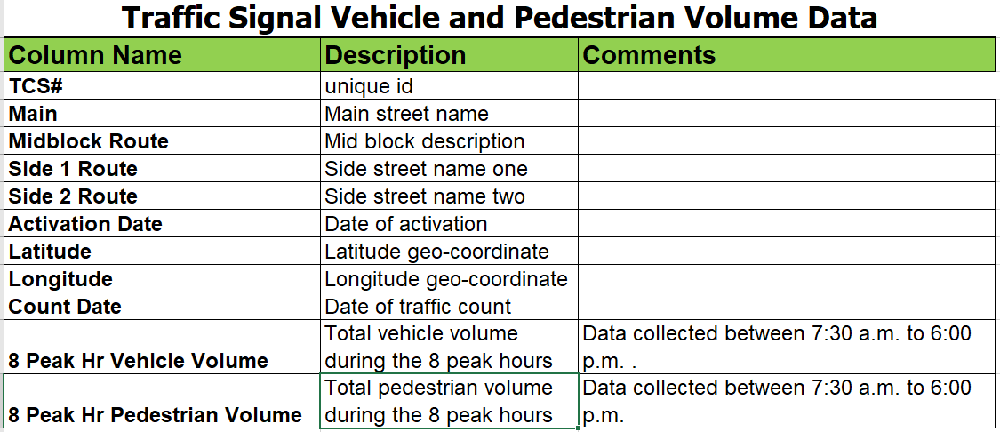 Traffic Signal Vehicle and Pedestrian Volume Data
Column Name Description Comments
TCS# unique id
Main Main street name
Midblock Route Mid block description
Side 1 Route Side street name one
Side 2 Route Side street name two
Activation Date Date of activation
Latitude Latitude geo-coordinate
Longitude Longitude geo-coordinate
Count Date Date of traffic count
Total vehicle volume Data collected between 7:30 a.m. to 6:00
8 Peak Hr Vehicle Volume during the 8 peak hours p.m. .
Total pedestrian volume Data collected between 7:30 a.m. to 6:00
8 Peak Hr Pedestrian Volume during the 8 peak hours p.m.